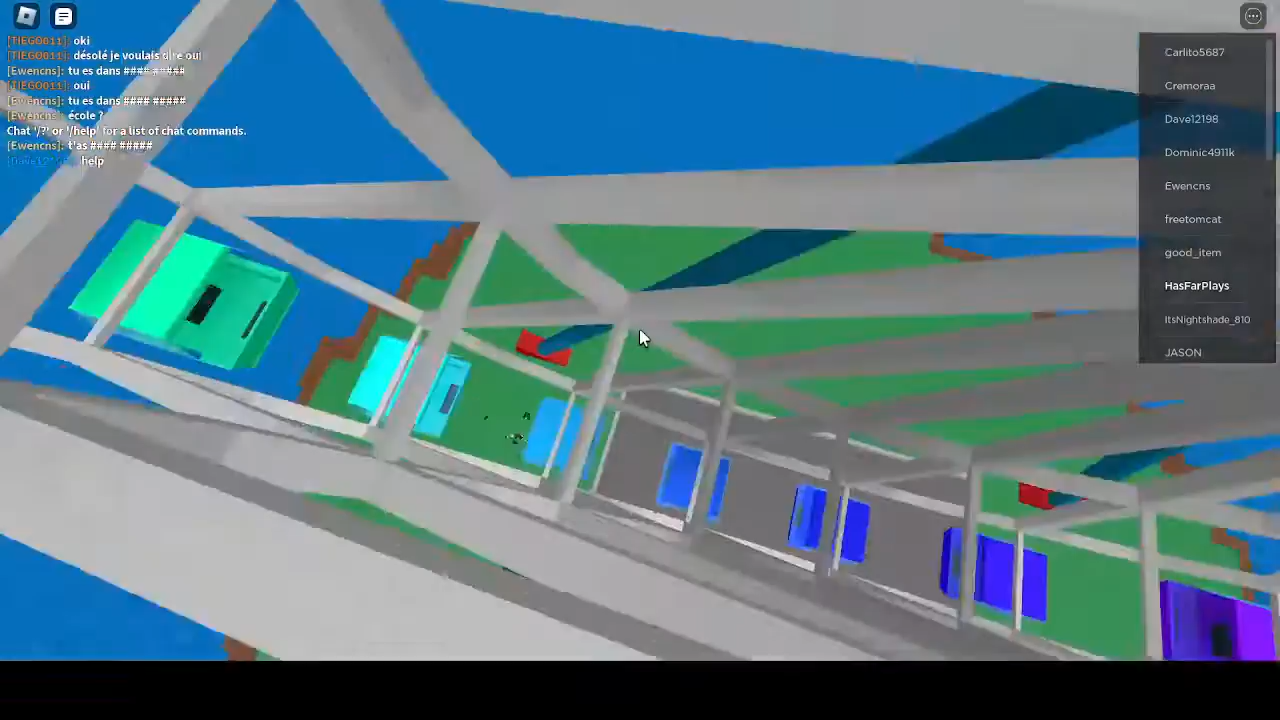 [TIEGO011]: oki
[TIEGO011]: désolé je voulais dire oui
[Ewencns]: tu es dans #### #####
[TIEGO011]: oui
[Ewencns]: tu es dans #### #####
[Ewencns]: école ?
Chat '/?' or '/help' for a list of chat commands.
[Ewencns]: t'as #### #####
[Dave12198]: help
Carlito5687
Cremoraa
Dave12198
Dominic4911k
Ewencns
freetomcat
good_item
HasFarPlays
ItsNightshade_810
JASON